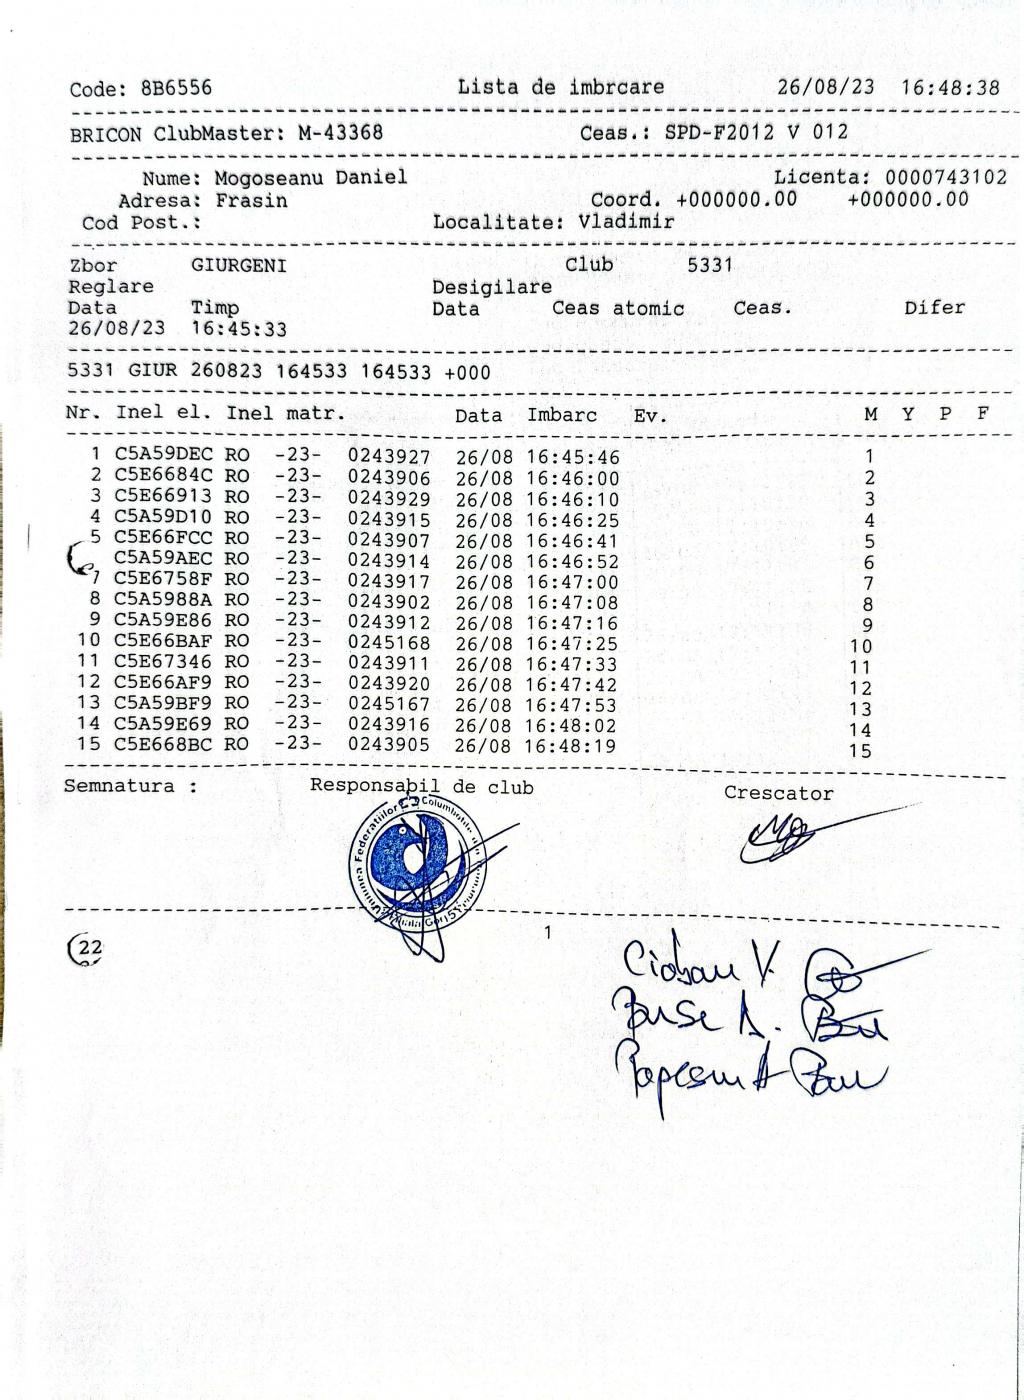 Code: 8B6556 Lista de imbrcare 26/08/23 16:48:38
BRICON ClubMaster: M-43368 Ceas.: SPD-F2012 V 012
Nume: Mogoseanu Daniel Licenta: 0000743102
Adresa: Frasin Coord. +000000.00 +000000.00
Cod Post.: Localitate: Vladimir
Zbor GIURGENI Club 5331
Reglare Desigilare
Data Timp Data Ceas atomic Ceas. Difer
26/08/23 16:45:33
5331 GIUR 260823 164533 164533 +000
Nr. Inel el. Inel matr. Data Imbarc Ev. M Y P F
1 C5A59DEC RO -23- 0243927 26/08 16:45:46 1
2 C5E6684C RO -23- 0243906 26/08 16:46:00 2
3 C5E66913 RO -23- 0243929 26/08 16:46:10 3
4 C5A59D10 RO -23- 0243915 26/08 16:46:25 4
5 C5E66FCC RO -23- 0243907 26/08 16:46:41 5
C5A59AEC RO -23- 0243914 26/08 16:46:52 6
7 C5E6758F RO -23- 0243917 26/08 16:47:00 7
8 C5A5988A RO -23- 0243902 26/08 16:47:08 8
9 C5A59E86 RO -23- 0243912 26/08 16:47:16 9
10 C5E66BAF RO -23- 0245168 26/08 16:47:25 10
11 C5E67346 RO -23- 0243911 26/08 16:47:33 11
12 C5E66AF9 RO -23- 0243920 26/08 16:47:42 12
13 C5A59BF9 RO -23- 0245167 26/08 16:47:53 13
14 C5A59E69 RO -23- 0243916 26/08 16:48:02 14
15 C5E668BC RO -23- 0243905 26/08 16:48:19 15
Semnatura : Responsabil de club Crescator
Uniunea Federatiilor Columbofile din
1
22
Cioban V.
A.
Popescu A